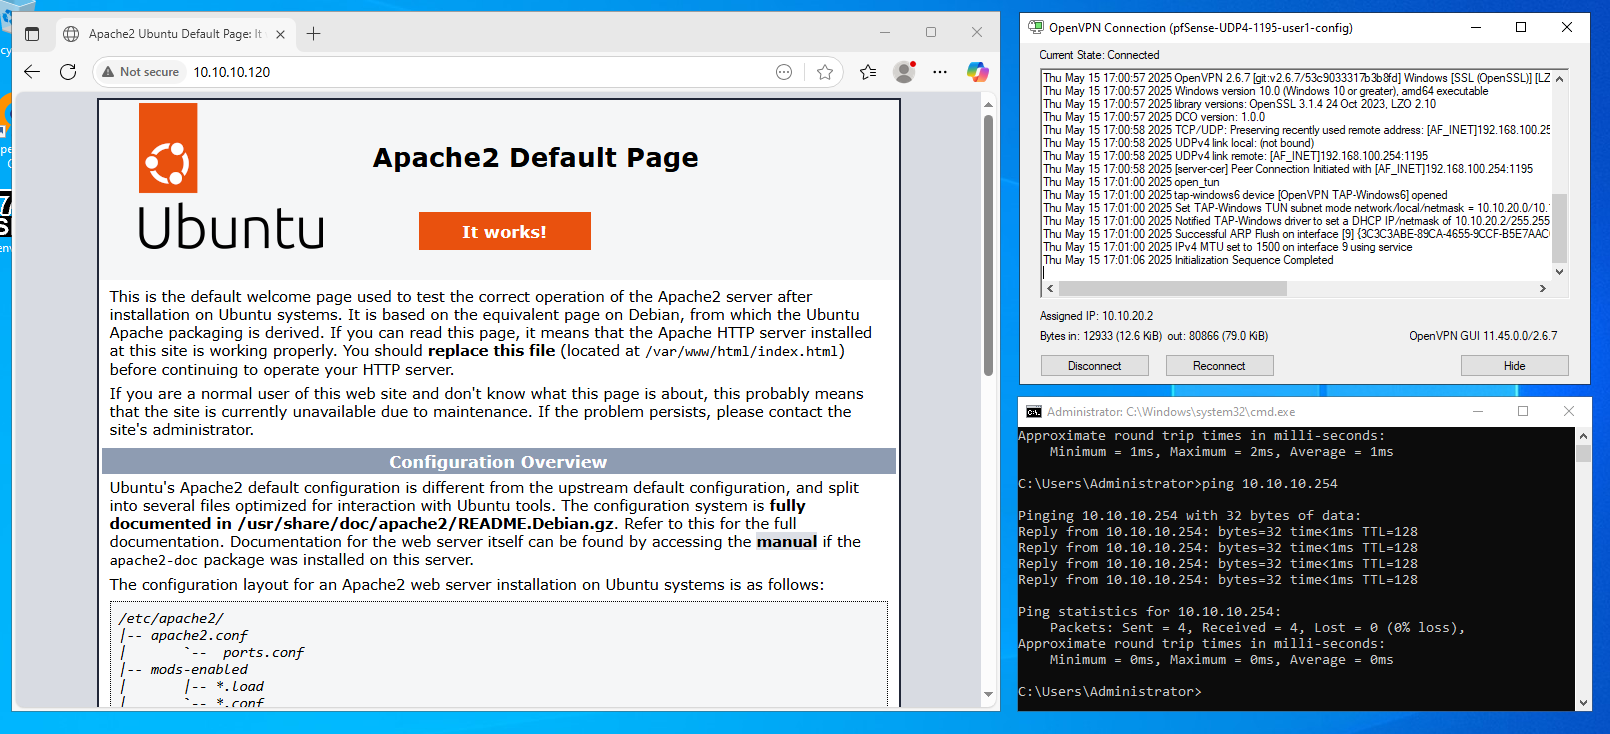 Apache2 Ubuntu Default Page: It
Not secure
10.10.10.120
Apache2 Default Page
Ubuntu
It works!
This is the default welcome page used to test the correct operation of the Apache2 server after
installation on Ubuntu systems. It is based on the equivalent page on Debian, from which the Ubuntu
Apache packaging is derived. If you can read this page, it means that the Apache HTTP server installed
at this site is working properly. You should replace this file (located at /var/www/html/index.html)
before continuing to operate your HTTP server.
If you are a normal user of this web site and don't know what this page is about, this probably means
that the site is currently unavailable due to maintenance. If the problem persists, please contact the
site's administrator.
Configuration Overview
Ubuntu's Apache2 default configuration is different from the upstream default configuration, and split
into several files optimized for interaction with Ubuntu tools. The configuration system is fully
documented in /usr/share/doc/apache2/README.Debian.gz. Refer to this for the full
documentation. Documentation for the web server itself can be found by accessing the manual if the
apache2-doc package was installed on this server.
The configuration layout for an Apache2 web server installation on Ubuntu systems is as follows:
/etc/apache2/
|-- apache2.conf
|       `--  ports.conf
|-- mods-enabled
|       |-- *.load
|       `-- *.conf
OpenVPN Connection (pfSense-UDP4-1195-user1-config)
Current State: Connected
Thu May 15 17:00:57 2025 OpenVPN 2.6.7 [git:v2.6.7/53c9033317b3b8fd] Windows [SSL (OpenSSL)] [LZ
Thu May 15 17:00:57 2025 Windows version 10.0 (Windows 10 or greater), amd64 executable
Thu May 15 17:00:57 2025 library versions: OpenSSL 3.1.4 24 Oct 2023, LZO 2.10
Thu May 15 17:00:57 2025 DCO version: 1.0.0
Thu May 15 17:00:58 2025 TCP/UDP: Preserving recently used remote address: [AF_INET]192.168.100.25
Thu May 15 17:00:58 2025 UDPv4 link local: (not bound)
Thu May 15 17:00:58 2025 UDPv4 link remote: [AF_INET]192.168.100.254:1195
Thu May 15 17:00:58 2025 [server-cer] Peer Connection Initiated with [AF_INET]192.168.100.254:1195
Thu May 15 17:01:00 2025 open_tun
Thu May 15 17:01:00 2025 tap-windows6 device [OpenVPN TAP-Windows6] opened
Thu May 15 17:01:00 2025 Set TAP-Windows TUN subnet mode network/local/netmask = 10.10.20.0/10.
Thu May 15 17:01:00 2025 Notified TAP-Windows driver to set a DHCP IP/netmask of 10.10.20.2/255.255
Thu May 15 17:01:00 2025 Successful ARP Flush on interface [9] {3C3C3ABE-89CA-4655-9CCF-B5E7AAC
Thu May 15 17:01:00 2025 IPv4 MTU set to 1500 on interface 9 using service
Thu May 15 17:01:06 2025 Initialization Sequence Completed
Assigned IP: 10.10.20.2
Bytes in: 12933 (12.6 KiB)  out: 80866 (79.0 KiB)
OpenVPN GUI 11.45.0.0/2.6.7
Disconnect
Reconnect
Hide
Administrator: C:\Windows\system32\cmd.exe
Approximate round trip times in milli-seconds:
    Minimum = 1ms, Maximum = 2ms, Average = 1ms
C:\Users\Administrator>ping 10.10.10.254
Pinging 10.10.10.254 with 32 bytes of data:
Reply from 10.10.10.254: bytes=32 time<1ms TTL=128
Reply from 10.10.10.254: bytes=32 time<1ms TTL=128
Reply from 10.10.10.254: bytes=32 time<1ms TTL=128
Reply from 10.10.10.254: bytes=32 time<1ms TTL=128
Ping statistics for 10.10.10.254:
    Packets: Sent = 4, Received = 4, Lost = 0 (0% loss),
Approximate round trip times in milli-seconds:
    Minimum = 0ms, Maximum = 0ms, Average = 0ms
C:\Users\Administrator>